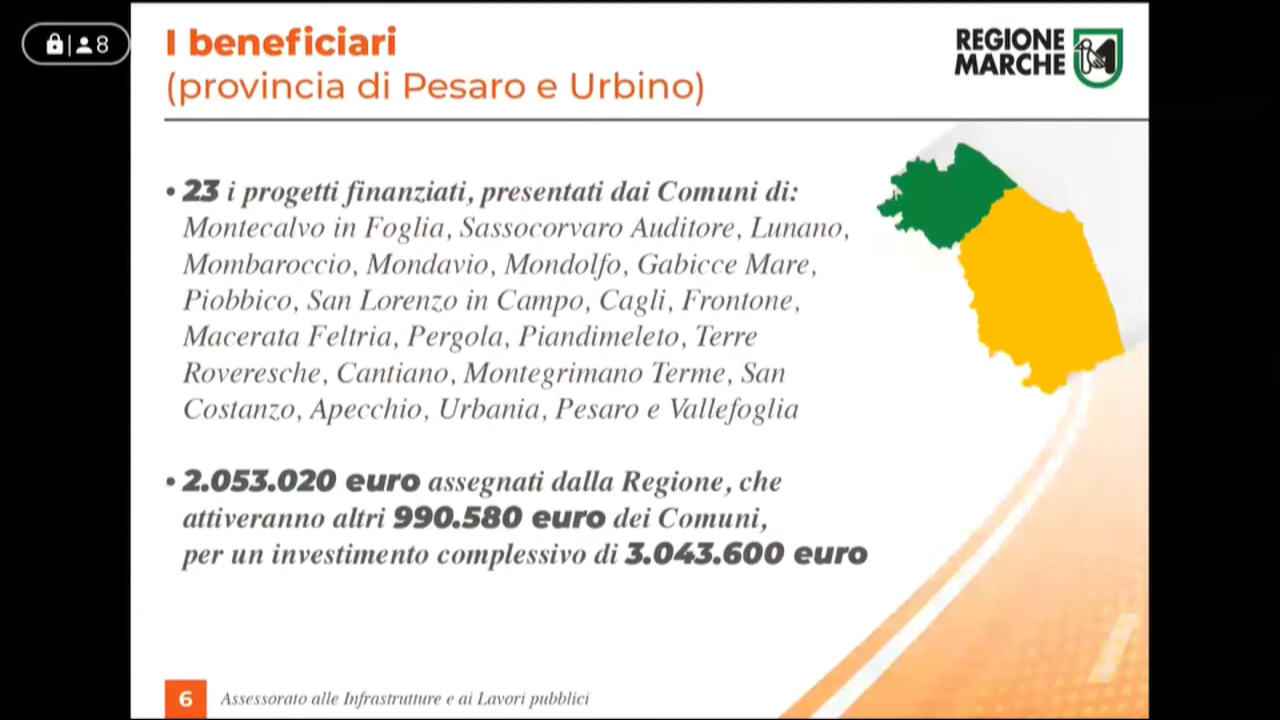 8
I beneficiari
(provincia di Pesaro e Urbino)
REGIONE
MARCHE
• 23 i progetti finanziati, presentati dai Comuni di:
Montecalvo in Foglia, Sassocorvaro Auditore, Lunano,
Mombaroccio, Mondavio, Mondolfo, Gabicce Mare,
Piobbico, San Lorenzo in Campo, Cagli, Frontone,
Macerata Feltria, Pergola, Piandimeleto, Terre
Roveresche, Cantiano, Montegrimano Terme, San
Costanzo, Apecchio, Urbania, Pesaro e Vallefoglia
• 2.053.020 euro assegnati dalla Regione, che
attiveranno altri 990.580 euro dei Comuni,
per un investimento complessivo di 3.043.600 euro
6 Assessorato alle Infrastrutture e ai Lavori pubblici